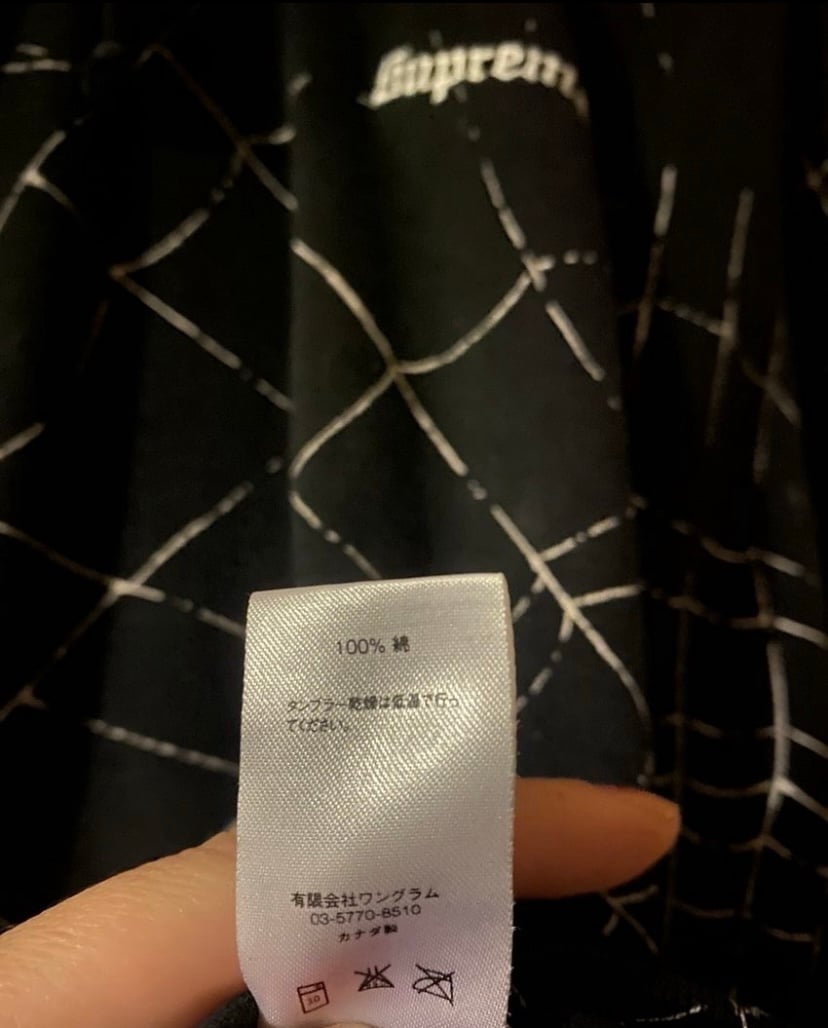 Supreme
100% 綿
タンブラー乾燥は低温で行っ
てください。
有限会社ワングラム
03-5770-8510
カナダ製
30